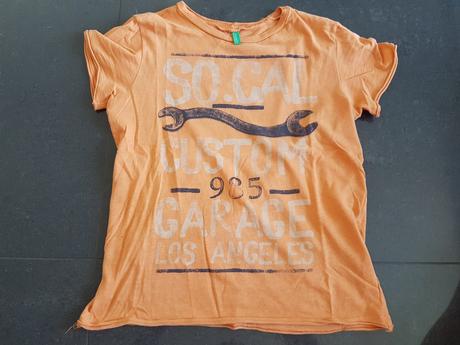 SO.CAL
CUSTOM
985
GARAGE
LOS ANGELES